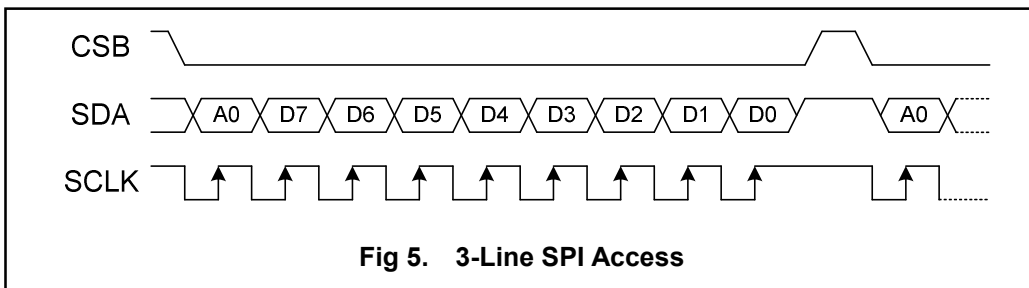 CSB
SDA A0 D7 D6 D5 D4 D3 D2 D1 D0 A0
SCLK
Fig 5. 3-Line SPI Access